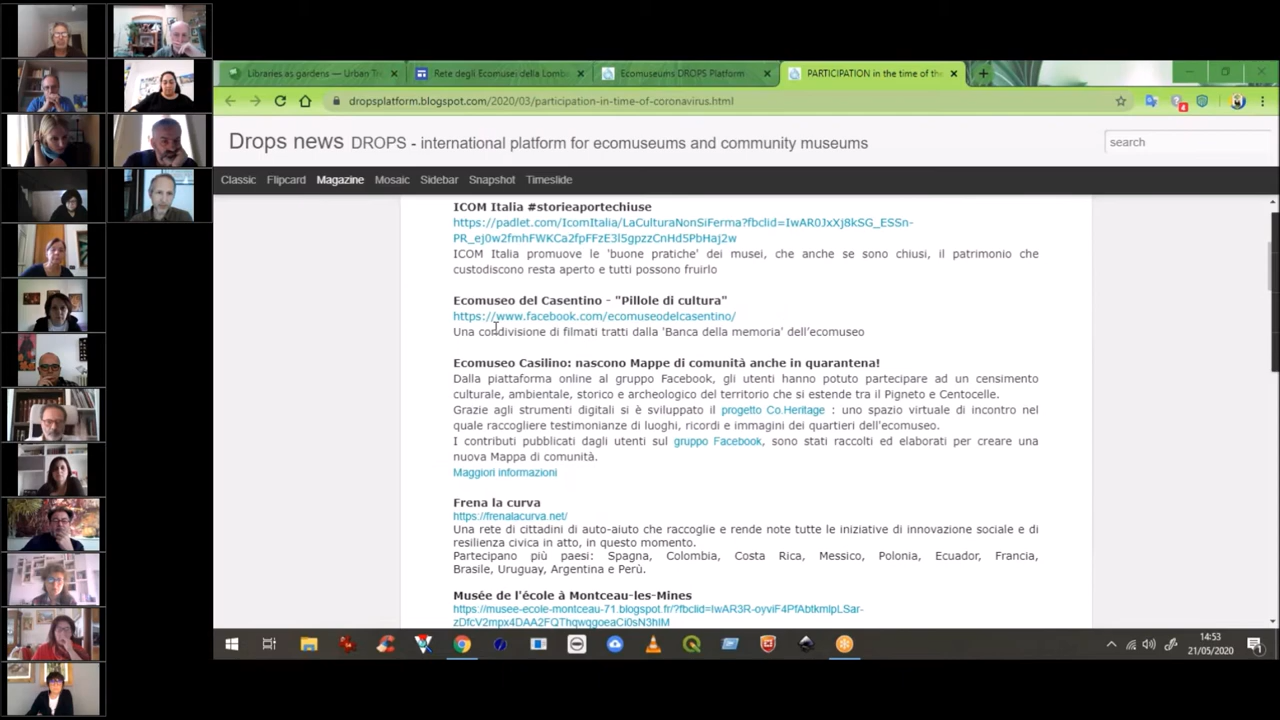 Libraries as gardens — Urban
Rete degli Ecomusei della Lomb
Ecomuseums DROPS Platform
PARTICIPATION in the time of the
dropsplatform.blogspot.com/2020/03/participation-in-time-of-coronavirus.html
4
Drops news DROPS - international platform for ecomuseums and community museums
search
Classic Flipcard Magazine Mosaic Sidebar Snapshot Timeslide
ICOM Italia #storieaportechiuse
https://padlet.com/IcomItalia/LaCulturaNonSiFerma?fbclid=IwAR0JxXj8kSG_ESSn-
ICOM Italia promuove le 'buone pratiche' dei musei, che anche se sono chiusi, il patrimonio che
custodiscono resta aperto e tutti possono fruirlo
Ecomuseo del Casentino - "Pillole di cultura"
https://www.facebook.com/ecomuseodelcasentino/
Una condivisione di filmati tratti dalla 'Banca della memoria' dell'ecomuseo
Ecomuseo Casilino: nascono Mappe di comunità anche in quarantena!
Dalla piattaforma online al gruppo Facebook, gli utenti hanno potuto partecipare ad un censimento
culturale, ambientale, storico e archeologico del territorio che si estende tra il Pigneto e Centocelle.
Grazie agli strumenti digitali si è sviluppato il progetto Co.Heritage : uno spazio virtuale di incontro nel
quale raccogliere testimonianze di luoghi, ricordi e immagini dei quartieri dell'ecomuseo.
I contributi pubblicati dagli utenti sul gruppo Facebook, sono stati raccolti ed elaborati per creare una
nuova Mappa di comunità.
Maggiori informazioni
Frena la curva
https://frenalacurva.net/
Una rete di cittadini di auto-aiuto che raccoglie e rende note tutte le iniziative di innovazione sociale e di
resilienza civica in atto, in questo momento.
Partecipano più paesi: Spagna, Colombia, Costa Rica, Messico, Polonia, Ecuador, Francia,
Brasile, Uruguay, Argentina e Perù.
Musée de l'école à Montceau-les-Mines
14:53
21/05/2020